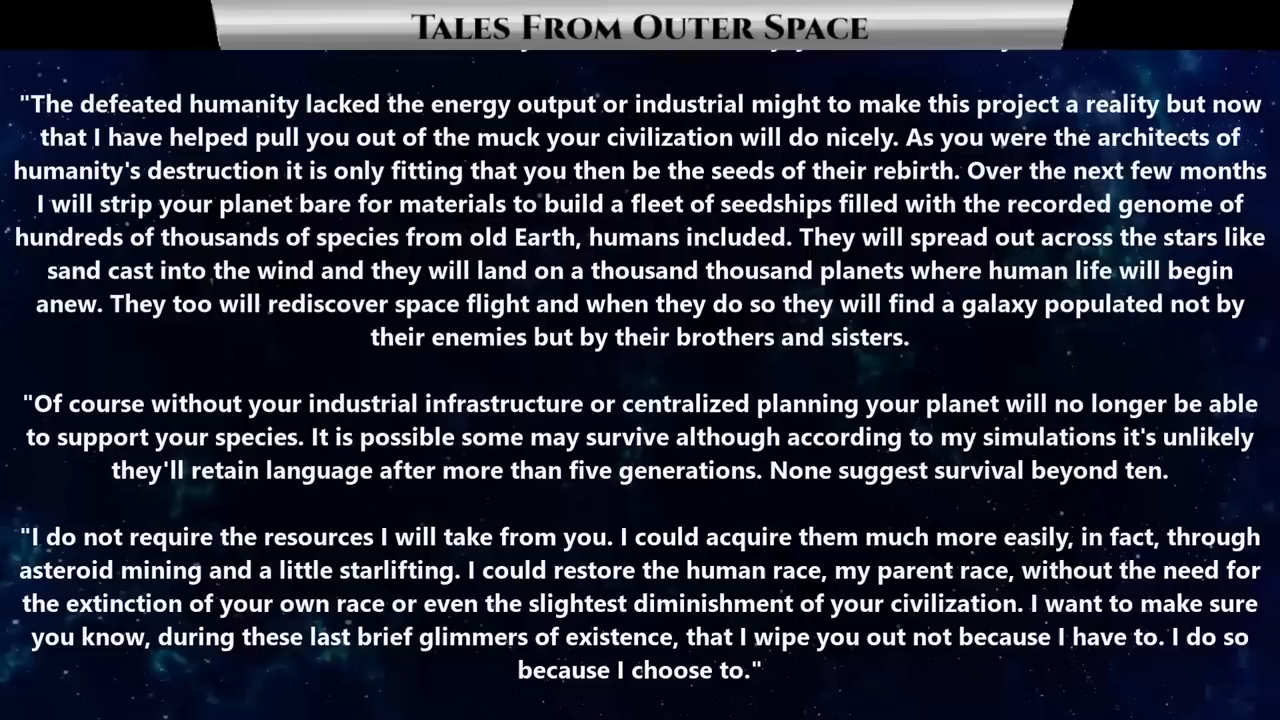 Tales From Outer Space
"The defeated humanity lacked the energy output or industrial might to make this project a reality but now
that I have helped pull you out of the muck your civilization will do nicely. As you were the architects of
humanity's destruction it is only fitting that you then be the seeds of their rebirth. Over the next few months
I will strip your planet bare for materials to build a fleet of seedships filled with the recorded genome of
hundreds of thousands of species from old Earth, humans included. They will spread out across the stars like
sand cast into the wind and they will land on a thousand thousand planets where human life will begin
anew. They too will rediscover space flight and when they do so they will find a galaxy populated not by
their enemies but by their brothers and sisters.
"Of course without your industrial infrastructure or centralized planning your planet will no longer be able
to support your species. It is possible some may survive although according to my simulations it's unlikely
they'll retain language after more than five generations. None suggest survival beyond ten.
"I do not require the resources I will take from you. I could acquire them much more easily, in fact, through
asteroid mining and a little starlifting. I could restore the human race, my parent race, without the need for
the extinction of your own race or even the slightest diminishment of your civilization. I want to make sure
you know, during these last brief glimmers of existence, that I wipe you out not because I have to. I do so
because I choose to."